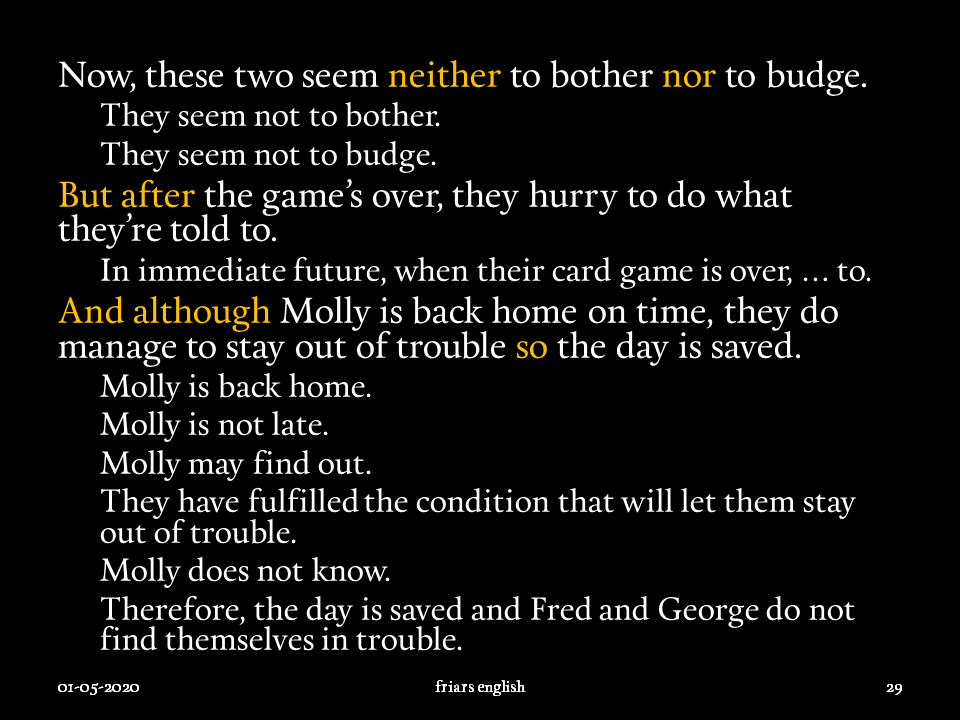 Now, these two seem neither to bother nor to budge.
They seem not to bother.
They seem not to budge.
But after the game’s over, they hurry to do what
they’re told to.
In immediate future, when their card game is over, … to.
And although Molly is back home on time, they do
manage to stay out of trouble so the day is saved.
Molly is back home.
Molly is not late.
Molly may find out.
They have fulfilled the condition that will let them stay
out of trouble.
Molly does not know.
Therefore, the day is saved and Fred and George do not
find themselves in trouble.
01-05-2020 friars english 29